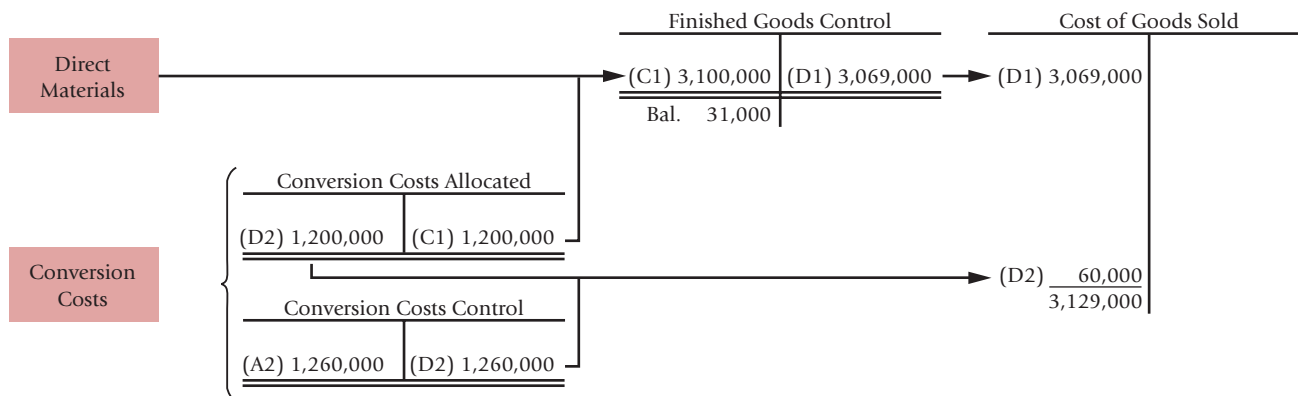 Finished Goods Control
Cost of Goods Sold
Direct
Materials
(C1) 3,100,000
(D1) 3,069,000
(D1) 3,069,000
Bal. 31,000
Conversion Costs Allocated
(D2) 1,200,000
(C1) 1,200,000
Conversion
Costs
(D2) 60,000
3,129,000
Conversion Costs Control
(A2) 1,260,000
(D2) 1,260,000